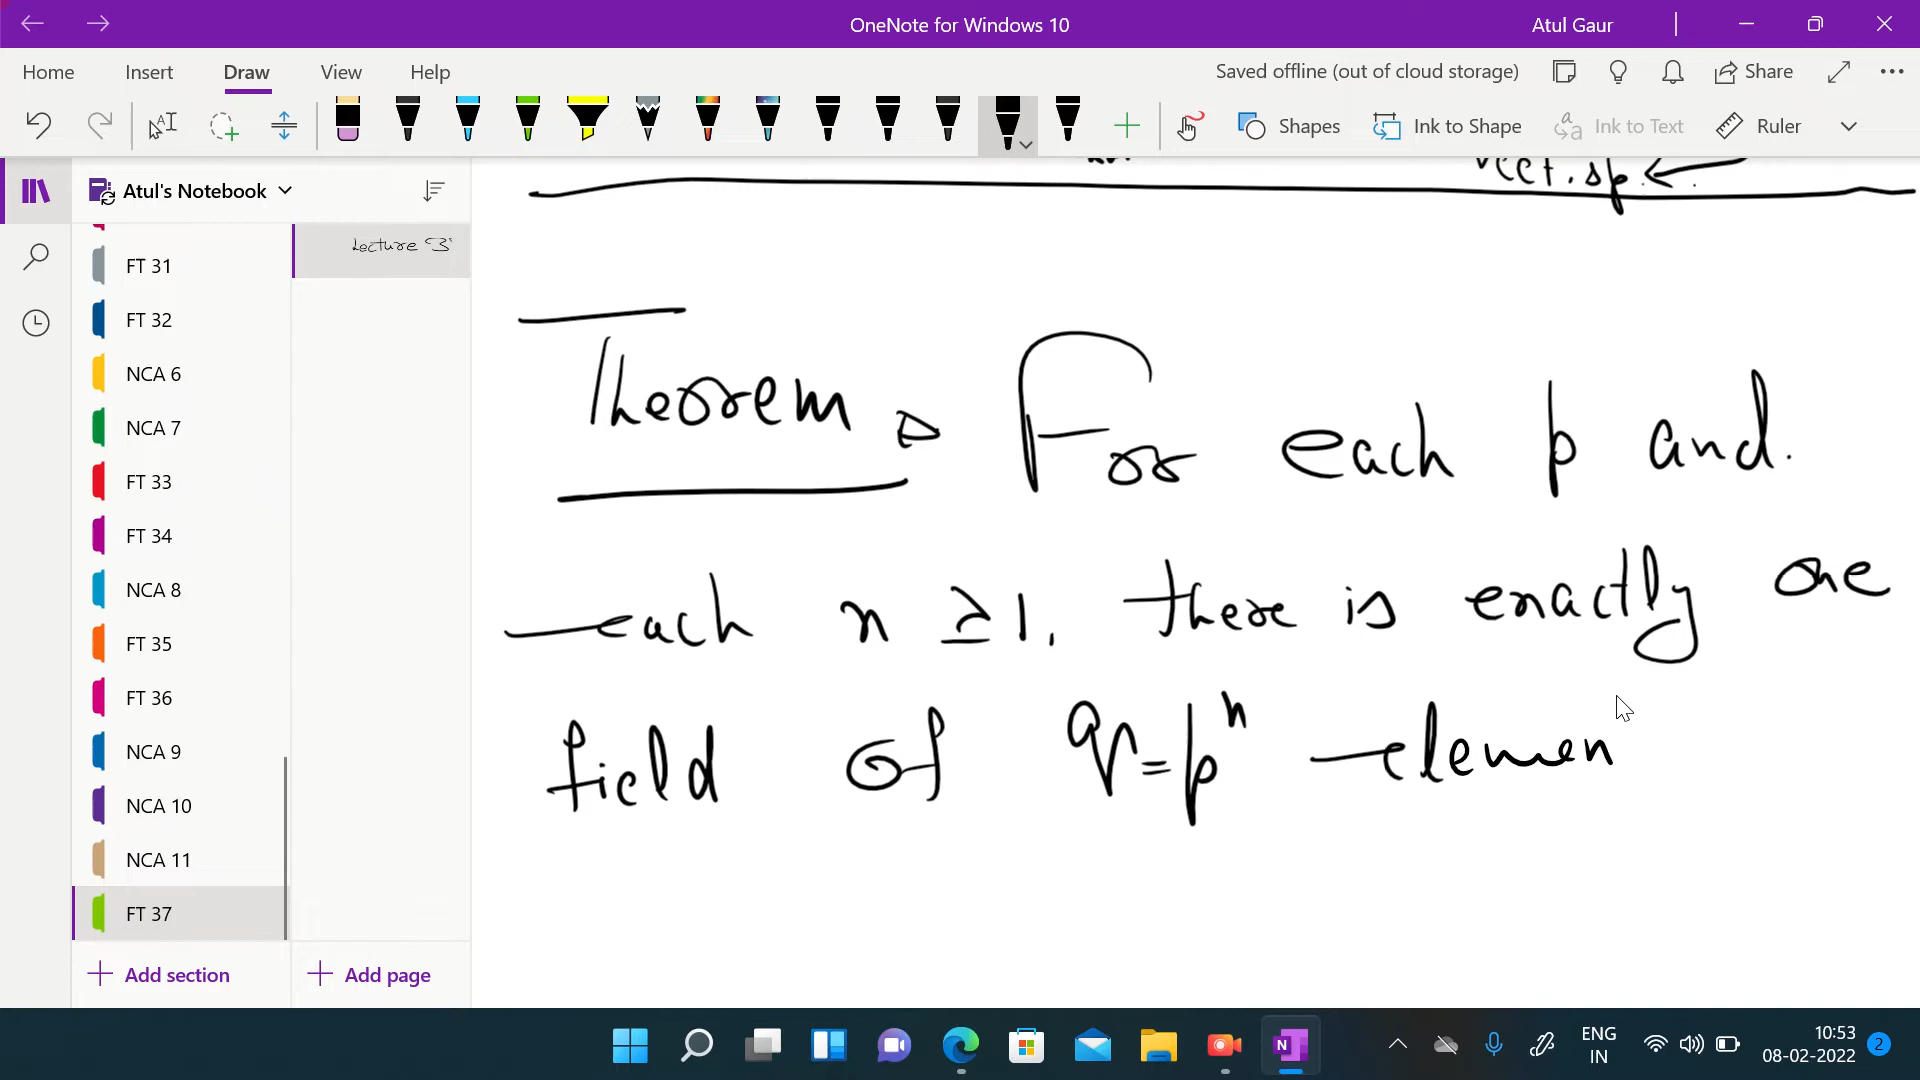 OneNote for Windows 10
Atul Gaur
Home Insert Draw View Help
Saved offline (out of cloud storage)
Share
Shapes
Ink to Shape
Ink to Text
Ruler
Atul's Notebook
FT 31
FT 32
NCA 6
NCA 7
FT 33
FT 34
NCA 8
FT 35
FT 36
NCA 9
NCA 10
NCA 11
FT 37
Add section
Add page
Lecture
vect.sp
Theorem For each p and.
each n ≥ 1, there is exactly one
field of q = pⁿ elemen
ENG
IN
10:53
08-02-2022
2